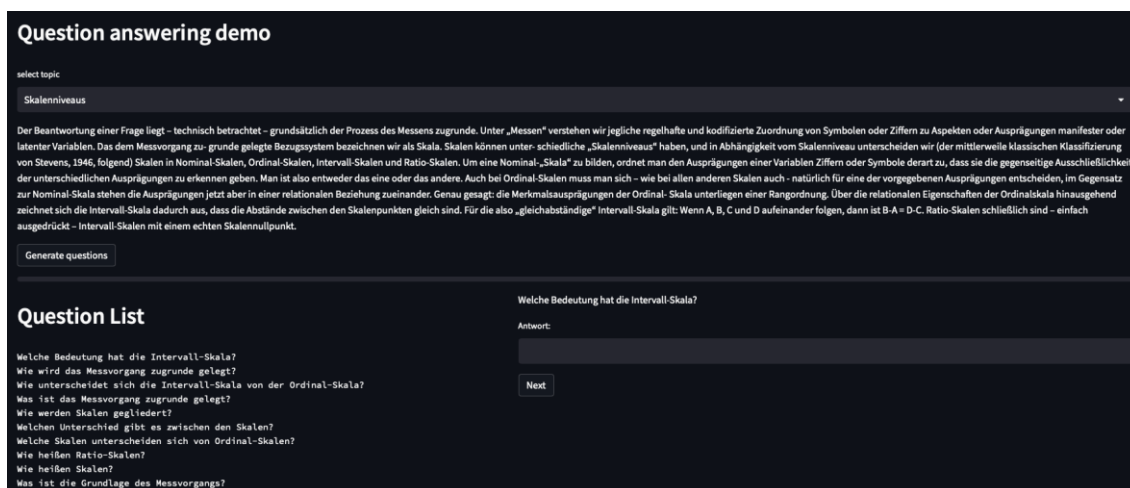 Question answering demo
select topic
Skalenniveaus
Der Beantwortung einer Frage liegt – technisch betrachtet – grundsätzlich der Prozess des Messens zugrunde. Unter „Messen“ verstehen wir jegliche regelhafte und kodifizierte Zuordnung von Symbolen oder Ziffern zu Aspekten oder Ausprägungen manifester oder
latenter Variablen. Das dem Messvorgang zu- grunde gelegte Bezugssystem bezeichnen wir als Skala. Skalen können unter- schiedliche „Skalenniveaus“ haben, und in Abhängigkeit vom Skalenniveau unterscheiden wir (der mittlerweile klassischen Klassifizierung
von Stevens, 1946, folgend) Skalen in Nominal-Skalen, Ordinal-Skalen, Intervall-Skalen und Ratio-Skalen. Um eine Nominal-„Skala“ zu bilden, ordnet man den Ausprägungen einer Variablen Ziffern oder Symbole derart zu, dass sie die gegenseitige Ausschließlichkeit
der unterschiedlichen Ausprägungen zu erkennen geben. Man ist also entweder das eine oder das andere. Auch bei Ordinal-Skalen muss man sich – wie bei allen anderen Skalen auch - natürlich für eine der vorgegebenen Ausprägungen entscheiden, im Gegensatz
zur Nominal-Skala stehen die Ausprägungen jetzt aber in einer relationalen Beziehung zueinander. Genau gesagt: die Merkmalsausprägungen der Ordinal- Skala unterliegen einer Rangordnung. Über die relationalen Eigenschaften der Ordinalskala hinausgehend
zeichnet sich die Intervall-Skala dadurch aus, dass die Abstände zwischen den Skalenpunkten gleich sind. Für die also „gleichabständige“ Intervall-Skala gilt: Wenn A, B, C und D aufeinander folgen, dann ist B-A = D-C. Ratio-Skalen schließlich sind – einfach
ausgedrückt – Intervall-Skalen mit einem echten Skalennullpunkt.
Generate questions
Question List
Welche Bedeutung hat die Intervall-Skala?
Wie wird das Messvorgang zugrunde gelegt?
Wie unterscheidet sich die Intervall-Skala von der Ordinal-Skala?
Was ist das Messvorgang zugrunde gelegt?
Wie werden Skalen gegliedert?
Welchen Unterschied gibt es zwischen den Skalen?
Welche Skalen unterscheiden sich von Ordinal-Skalen?
Wie heißen Ratio-Skalen?
Wie heißen Skalen?
Was ist die Grundlage des Messvorgangs?
Welche Bedeutung hat die Intervall-Skala?
Antwort:
Next